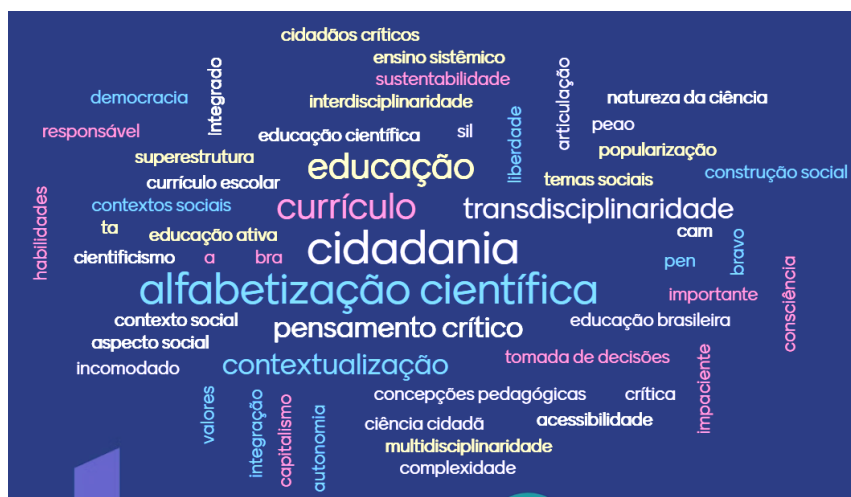 cidadãos críticos
ensino sistêmico
sustentabilidade
integrado
articulação
democracia
interdisciplinaridade
natureza da ciência
liberdade
responsável
educação científica
sil
peao
superestrutura
educação
popularização
currículo escolar
temas sociais
construção social
habilidades
contextos sociais
currículo
transdisciplinaridade
ta
educação ativa
cidadania
cam
bravo
cientificismo
a
bra
pen
consciência
alfabetização científica
importante
contexto social
pensamento crítico
educação brasileira
aspecto social
incomodado
contextualização
tomada de decisões
impaciente
valores
integração
capitalismo
autonomia
concepções pedagógicas
crítica
ciência cidadã
acessibilidade
multidisciplinaridade
complexidade